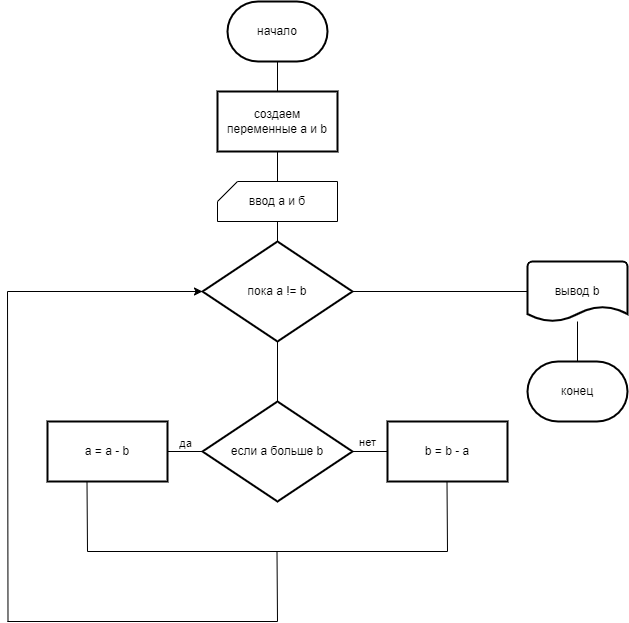 начало
создаем
переменные a и b
ввод а и б
пока a != b
вывод b
конец
a = a - b
да
если a больше b
нет
b = b - a